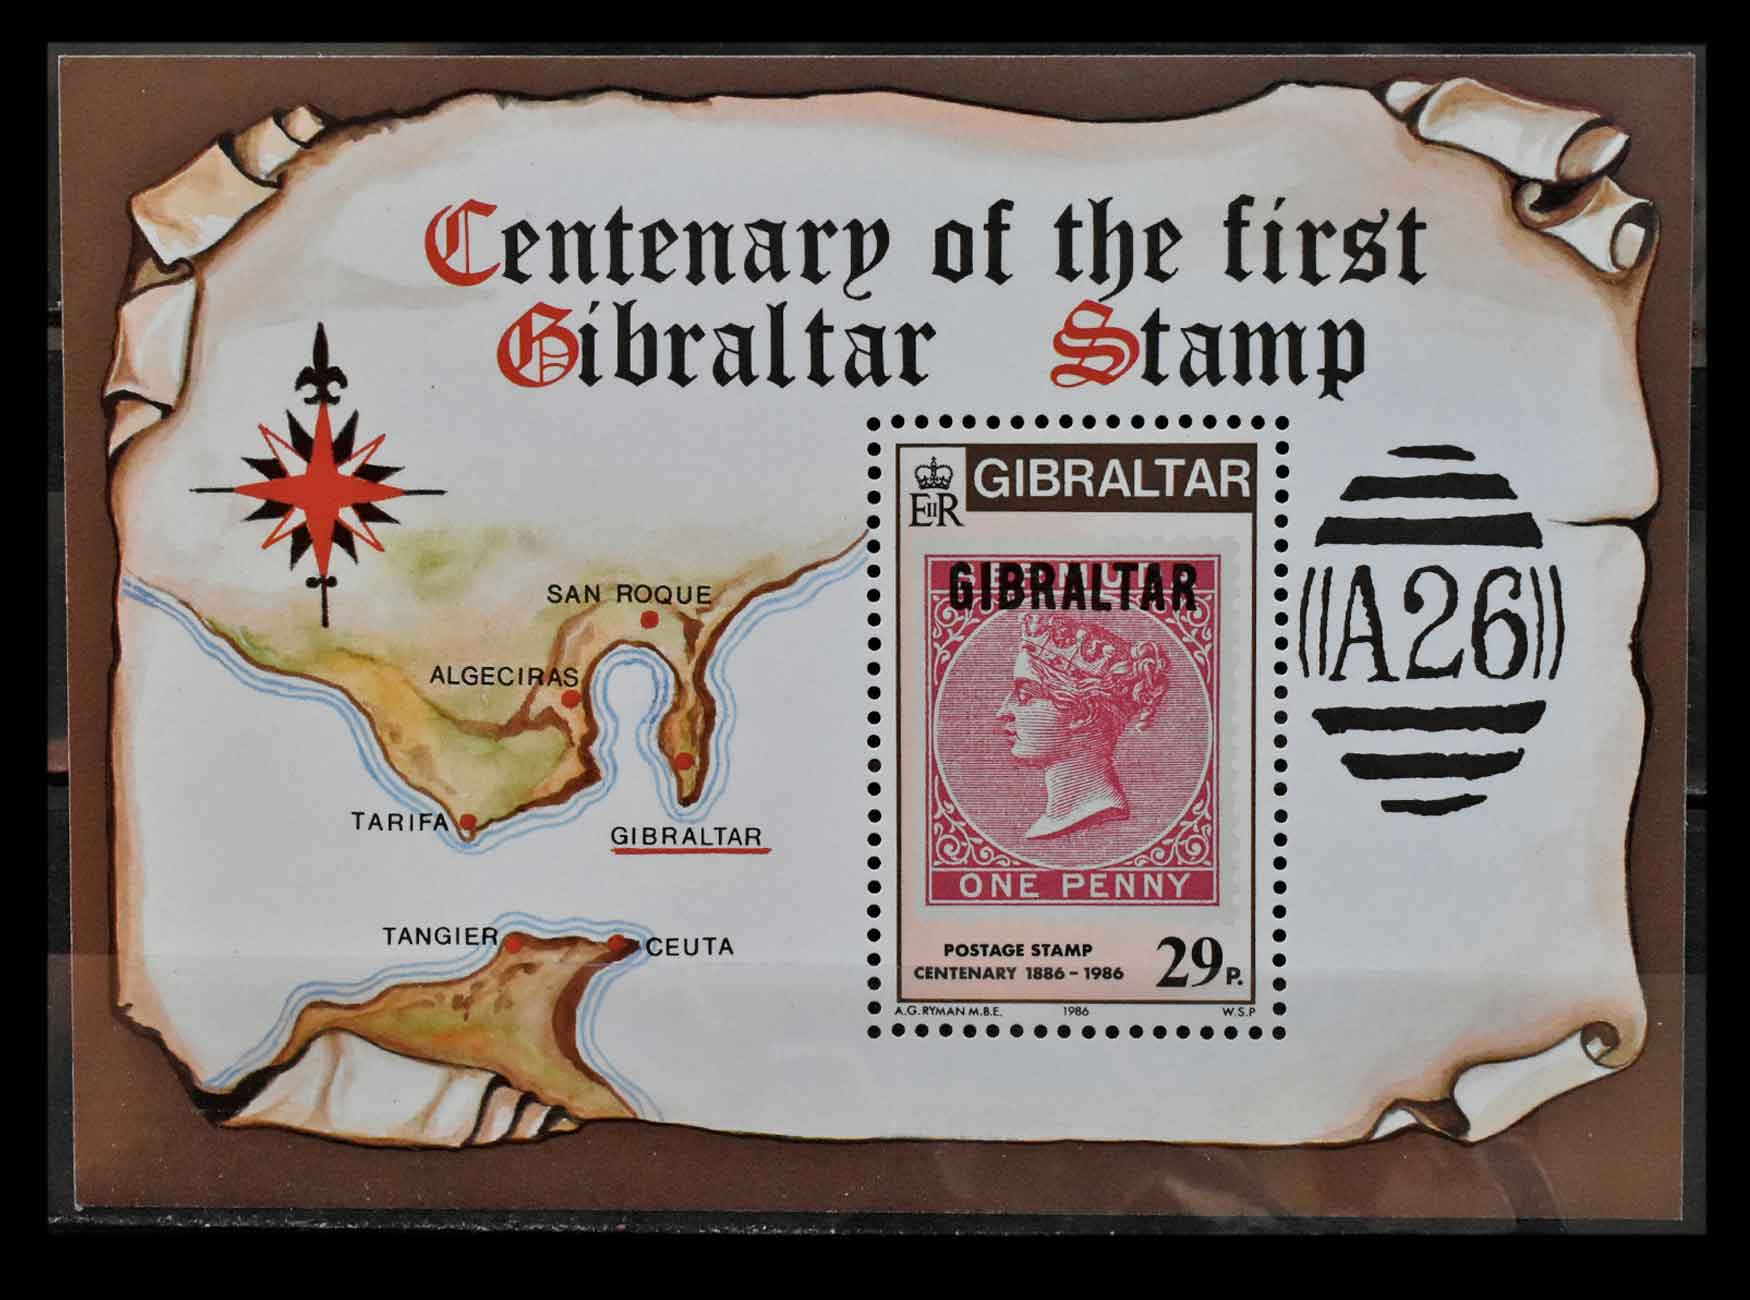 Centenary of the first
Gibraltar Stamp
SAN ROQUE
ALGECIRAS
TARIFA
GIBRALTAR
TANGIER
CEUTA
EIIR
GIBRALTAR
GIBRALTAR
ONE PENNY
POSTAGE STAMP
CENTENARY 1886-1986
29P.
A.G.RYMAN M.B.E. 1986 W.S.P
A26